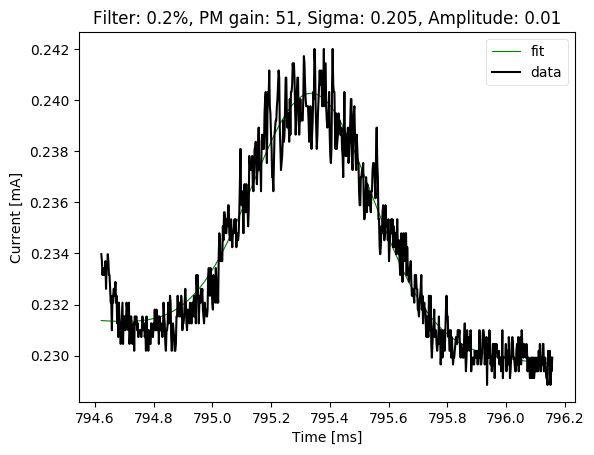 Filter: 0.2%, PM gain: 51, Sigma: 0.205, Amplitude: 0.01
fit
data
0.242
0.240
0.238
0.236
0.234
0.232
0.230
Current [mA]
794.6 794.8 795.0 795.2 795.4 795.6 795.8 796.0 796.2
Time [ms]